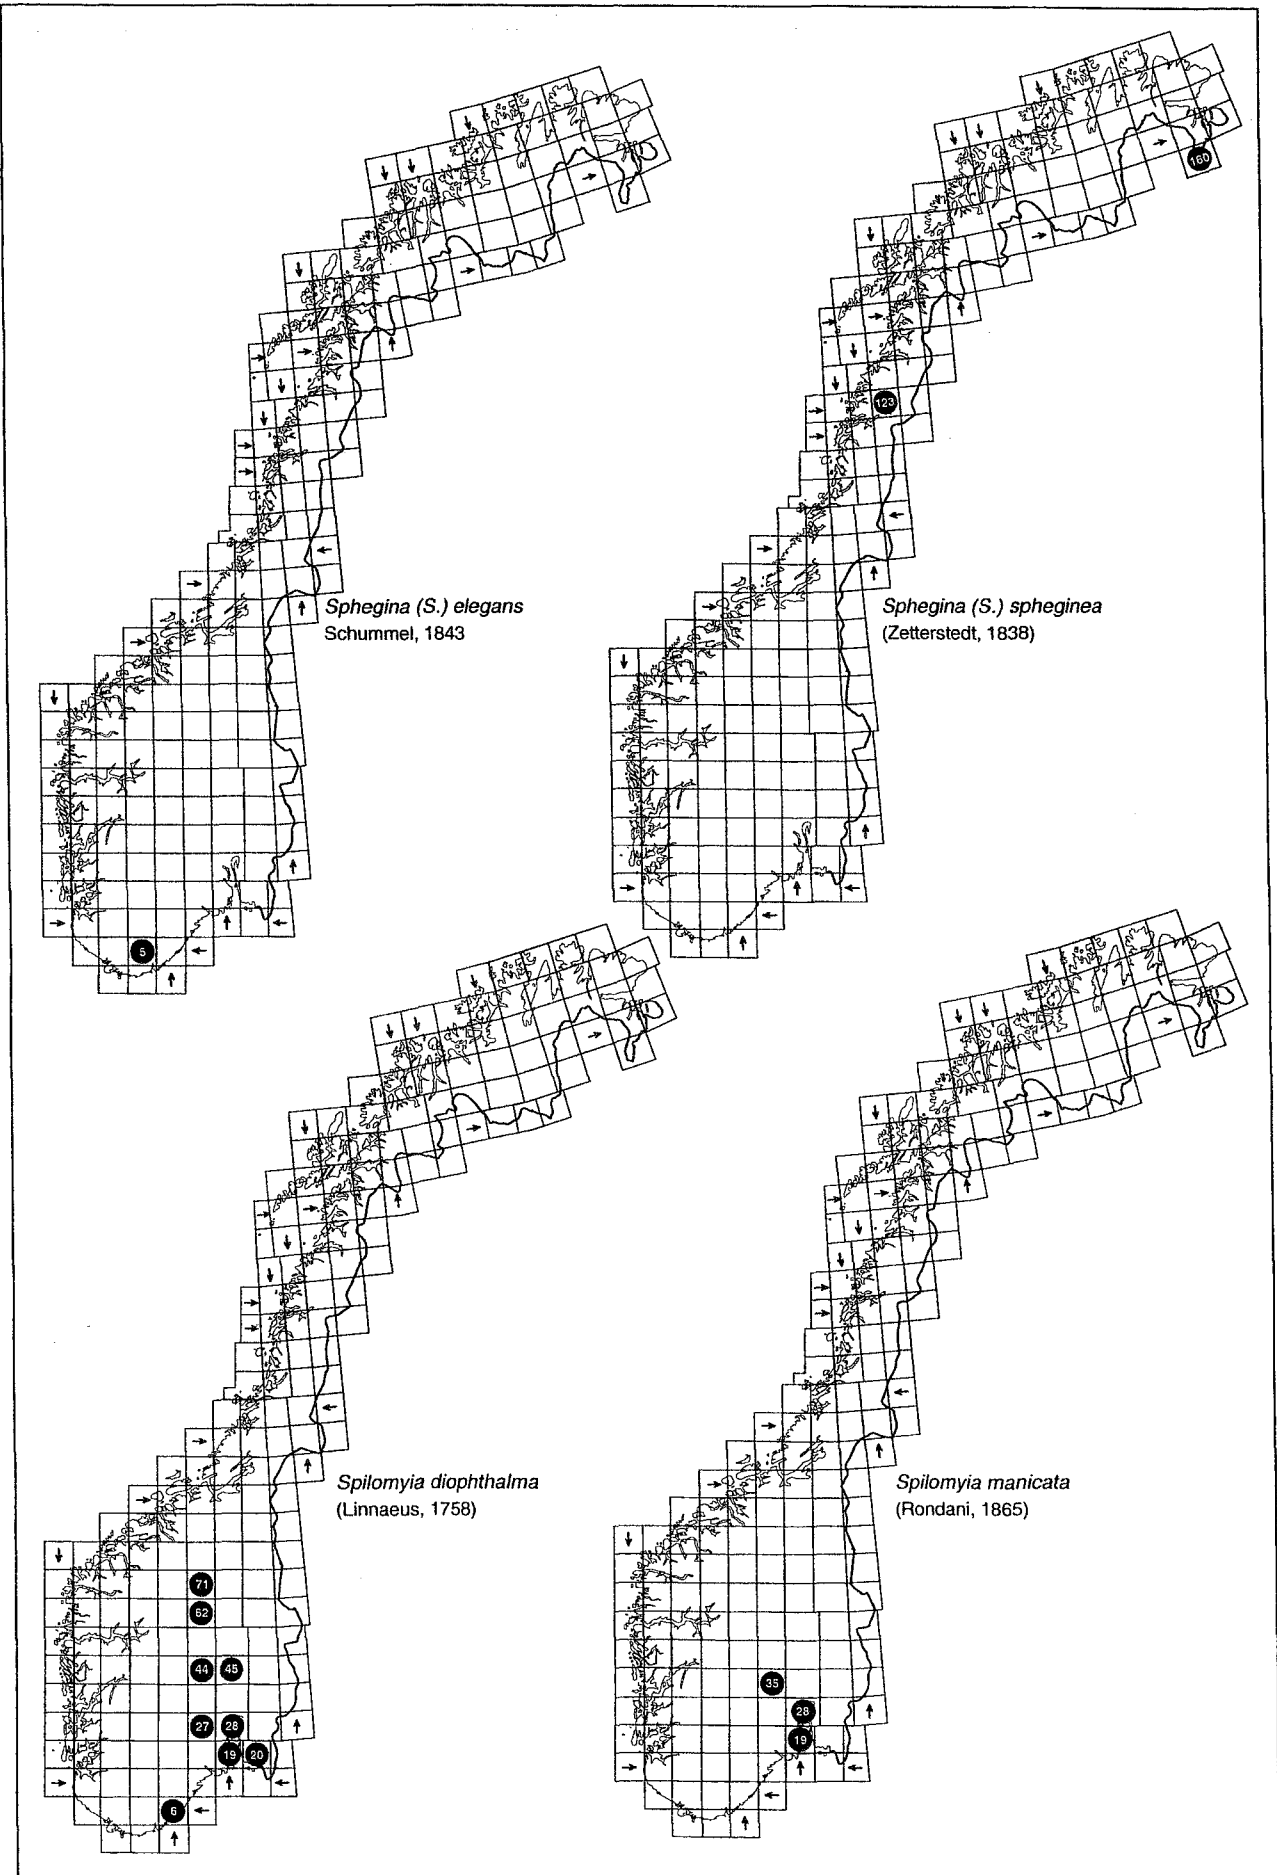 160
123
Sphegina (S.) elegans
Schummel, 1843
Sphegina (S.) spheginea
(Zetterstedt, 1838)
5
Spilomyia diophthalma
(Linnaeus, 1758)
Spilomyia manicata
(Rondani, 1865)
71
62
44 45
27 28
19 20
6
35
28
19